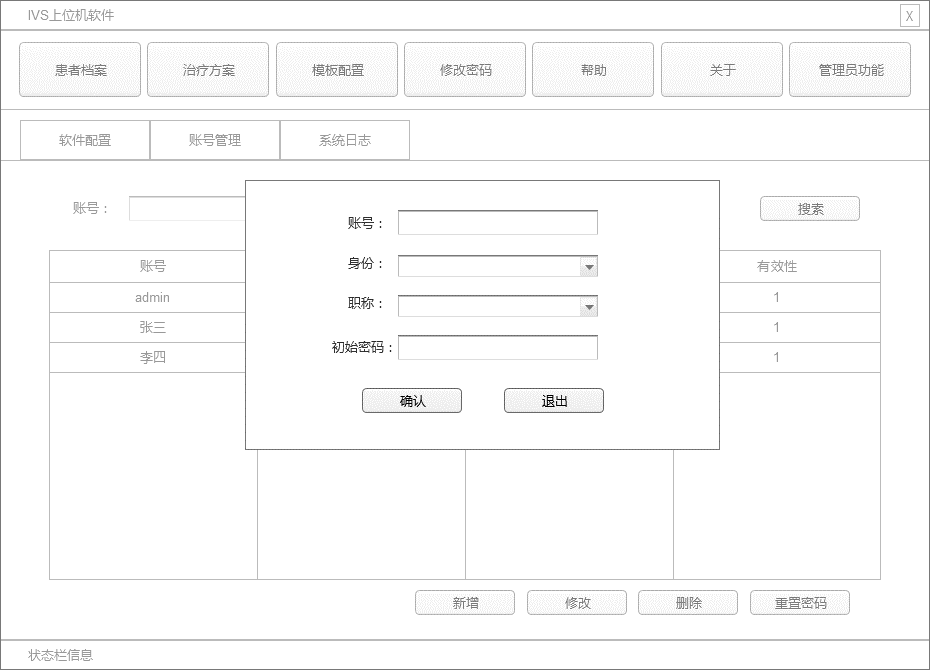 IVS上位机软件 X
患者档案 治疗方案 模板配置 修改密码 帮助 关于 管理员功能
软件配置 账号管理 系统日志
账号： 搜索
账号：
身份：
职称：
初始密码：
确认 退出
账号 有效性
admin 1
张三 1
李四 1
新增 修改 删除 重置密码
状态栏信息